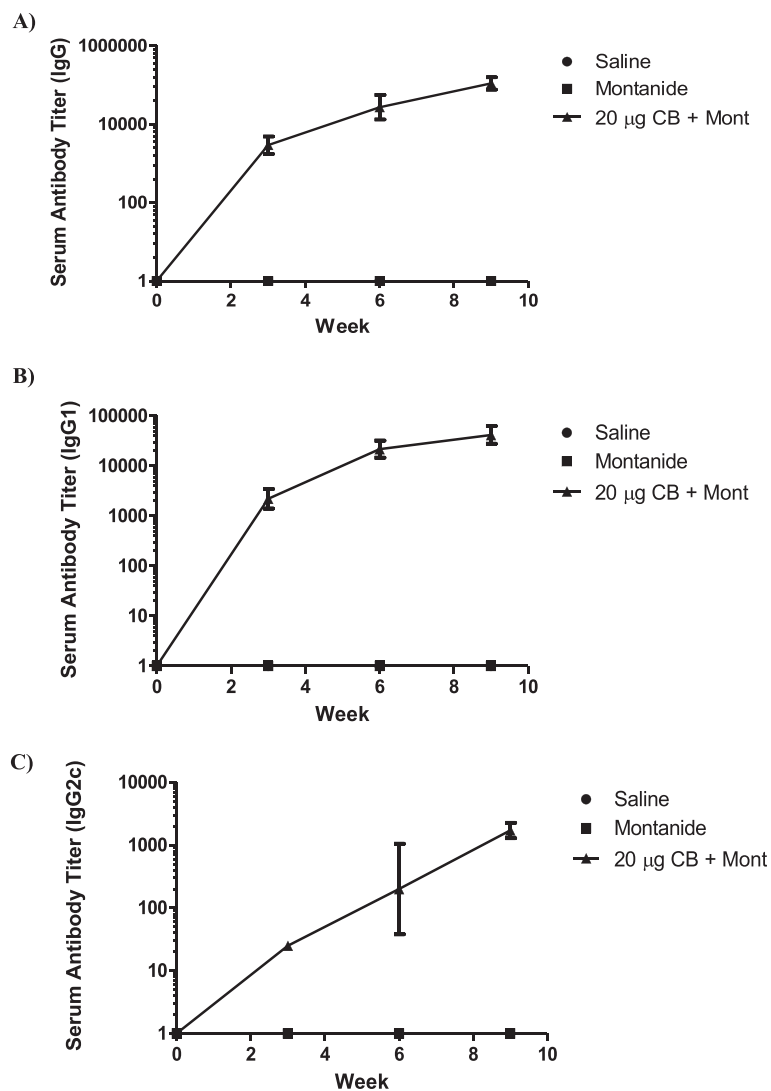 A)
Serum Antibody Titer (IgG)
1000000
10000
100
1
0 2 4 6 8 10
Week
Saline
Montanide
20 μg CB + Mont
B)
Serum Antibody Titer (IgG1)
100000
10000
1000
100
10
1
0 2 4 6 8 10
Week
Saline
Montanide
20 μg CB + Mont
C)
Serum Antibody Titer (IgG2c)
10000
1000
100
10
1
0 2 4 6 8 10
Week
Saline
Montanide
20 μg CB + Mont